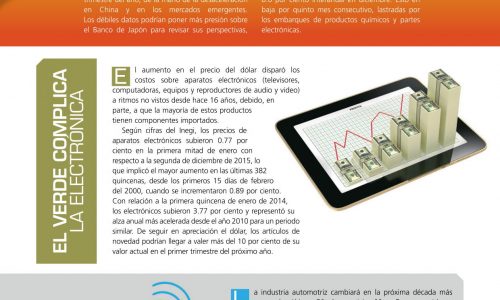 trimestre del año, de la mano de la desaceleración
en China y en los mercados emergentes.
Los débiles datos podrían poner más presión sobre
el Banco de Japón para revisar sus perspectivas,
por ciento interanual en diciembre. Esto en
baja por quinto mes consecutivo, lastradas por
los embarques de productos químicos y partes
electrónicas.
EL VERDE COMPLICA
LA ELECTRÓNICA
El aumento en el precio del dólar disparó los
costos sobre aparatos electrónicos (televisores,
computadoras, equipos y reproductores de audio y video)
a ritmos no vistos desde hace 16 años, debido, en
parte, a que la mayoría de estos productos
tienen componentes importados.
Según cifras del Inegi, los precios de
aparatos electrónicos subieron 0.77 por
ciento en la primera mitad de enero con
respecto a la segunda de diciembre de 2015, lo
que implicó el mayor aumento en las últimas 382
quincenas, desde los primeros 15 días de febrero
del 2000, cuando se incrementaron 0.89 por ciento.
Con relación a la primera quincena de enero de 2014,
los electrónicos subieron 3.77 por ciento y representó su
alza anual más acelerada desde el año 2010 para un periodo
similar. De seguir en apreciación el dólar, los artículos de
novedad podrían llegar a valer más del 10 por ciento de su
valor actual en el primer trimestre del próximo año.
La industria automotriz cambiará en la próxima década más